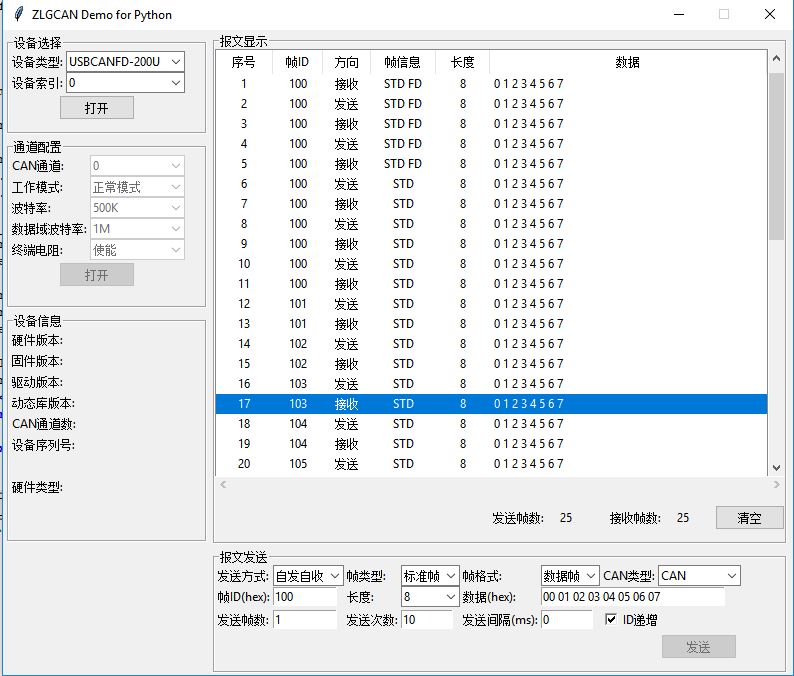 ZLGCAN Demo for Python
设备选择
设备类型: USBCANFD-200U
设备索引: 0
打开
通道配置
CAN通道: 0
工作模式: 正常模式
波特率: 500K
数据域波特率: 1M
终端电阻: 使能
打开
设备信息
硬件版本:
固件版本:
驱动版本:
动态库版本:
CAN通道数:
设备序列号:
硬件类型:
报文显示
序号 帧ID 方向 帧信息 长度 数据
1 100 接收 STD FD 8 0 1 2 3 4 5 6 7
2 100 发送 STD FD 8 0 1 2 3 4 5 6 7
3 100 接收 STD FD 8 0 1 2 3 4 5 6 7
4 100 发送 STD FD 8 0 1 2 3 4 5 6 7
5 100 接收 STD FD 8 0 1 2 3 4 5 6 7
6 100 发送 STD 8 0 1 2 3 4 5 6 7
7 100 接收 STD 8 0 1 2 3 4 5 6 7
8 100 发送 STD 8 0 1 2 3 4 5 6 7
9 100 接收 STD 8 0 1 2 3 4 5 6 7
10 100 发送 STD 8 0 1 2 3 4 5 6 7
11 100 接收 STD 8 0 1 2 3 4 5 6 7
12 101 发送 STD 8 0 1 2 3 4 5 6 7
13 101 接收 STD 8 0 1 2 3 4 5 6 7
14 102 发送 STD 8 0 1 2 3 4 5 6 7
15 102 接收 STD 8 0 1 2 3 4 5 6 7
16 103 发送 STD 8 0 1 2 3 4 5 6 7
17 103 接收 STD 8 0 1 2 3 4 5 6 7
18 104 发送 STD 8 0 1 2 3 4 5 6 7
19 104 接收 STD 8 0 1 2 3 4 5 6 7
20 105 发送 STD 8 0 1 2 3 4 5 6 7
发送帧数: 25 接收帧数: 25 清空
报文发送
发送方式: 自发自收 帧类型: 标准帧 帧格式: 数据帧 CAN类型: CAN
帧ID(hex): 100 长度: 8 数据(hex): 00 01 02 03 04 05 06 07
发送帧数: 1 发送次数: 10 发送间隔(ms): 0 ID递增
发送